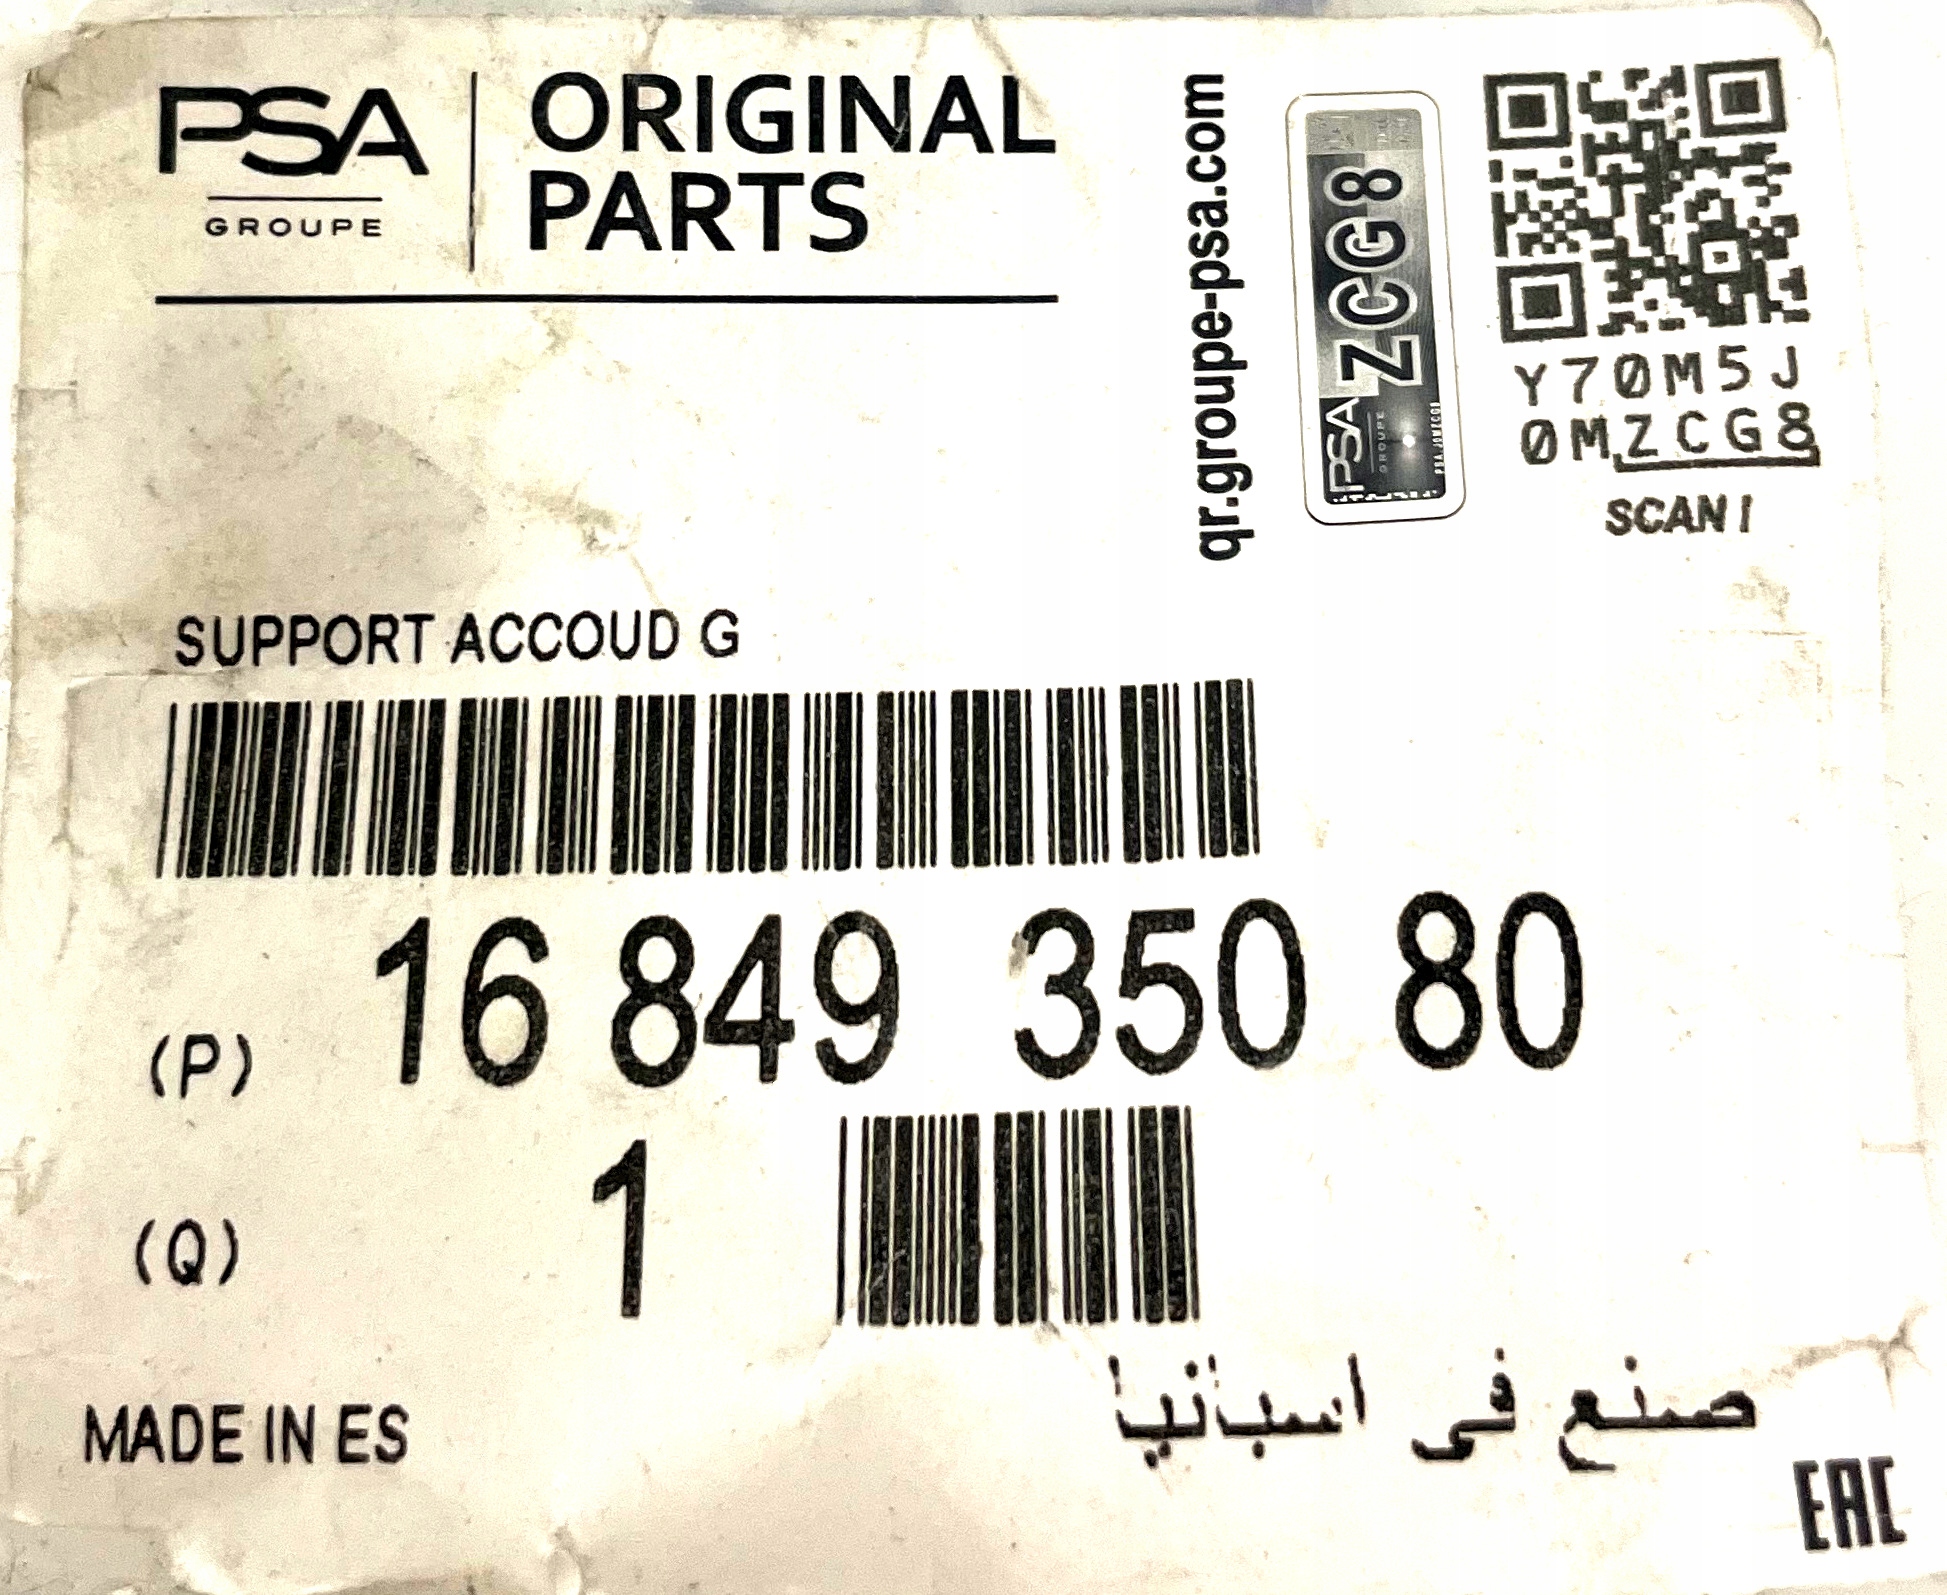 PSA
GROUPE
ORIGINAL
PARTS
qr.groupe-psa.com
PSA
GROUPE
ZCG8
Y70M5J
0MZCG8
SCAN !
SUPPORT ACCOUD G
(P) 16 849 350 80
(Q) 1
MADE IN ES
صنع فى اسبانيا
EAC